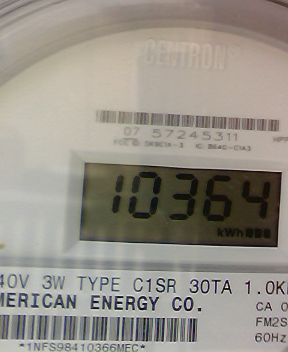 CENTRON®
07 57245311
10364
kWh
40V 3W TYPE C1SR 30TA 1.0K
MERICAN ENERGY CO.
CA 0
FM2S
60Hz
*1NFS98410366MEC*